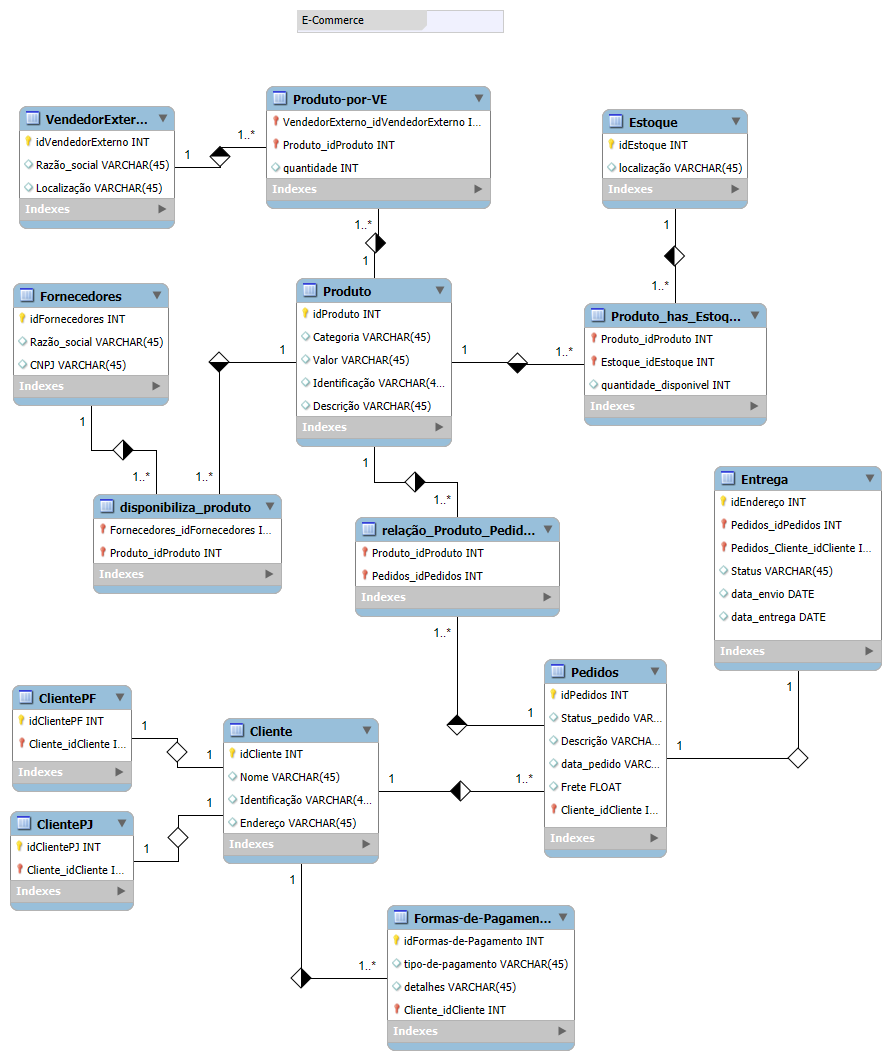 E-Commerce
VendedorExter...
idVendedorExterno INT
Razão_social VARCHAR(45)
Localização VARCHAR(45)
Indexes
1
1..*
Produto-por-VE
VendedorExterno_idVendedorExterno I...
Produto_idProduto INT
quantidade INT
Indexes
1..*
1
Estoque
idEstoque INT
localização VARCHAR(45)
Indexes
1
1..*
Fornecedores
idFornecedores INT
Razão_social VARCHAR(45)
CNPJ VARCHAR(45)
Indexes
1
1..*
Produto
idProduto INT
Categoria VARCHAR(45)
Valor VARCHAR(45)
Identificação VARCHAR(4...
Descrição VARCHAR(45)
Indexes
1
1..*
1
1..*
Produto_has_Estoq...
Produto_idProduto INT
Estoque_idEstoque INT
quantidade_disponivel INT
Indexes
1
1..*
disponibiliza_produto
Fornecedores_idFornecedores I...
Produto_idProduto INT
Indexes
relação_Produto_Pedid...
Produto_idProduto INT
Pedidos_idPedidos INT
Indexes
1..*
1
Entrega
idEndereço INT
Pedidos_idPedidos INT
Pedidos_Cliente_idCliente I...
Status VARCHAR(45)
data_envio DATE
data_entrega DATE
Indexes
1
1
Pedidos
idPedidos INT
Status_pedido VAR...
Descrição VARCHA...
data_pedido VARC...
Frete FLOAT
Cliente_idCliente I...
Indexes
ClientePF
idClientePF INT
Cliente_idCliente I...
Indexes
1
1
ClientePJ
idClientePJ INT
Cliente_idCliente I...
Indexes
1
1
Cliente
idCliente INT
Nome VARCHAR(45)
Identificação VARCHAR(4...
Endereço VARCHAR(45)
Indexes
1
1..*
1
1..*
Formas-de-Pagamen...
idFormas-de-Pagamento INT
tipo-de-pagamento VARCHAR(45)
detalhes VARCHAR(45)
Cliente_idCliente INT
Indexes